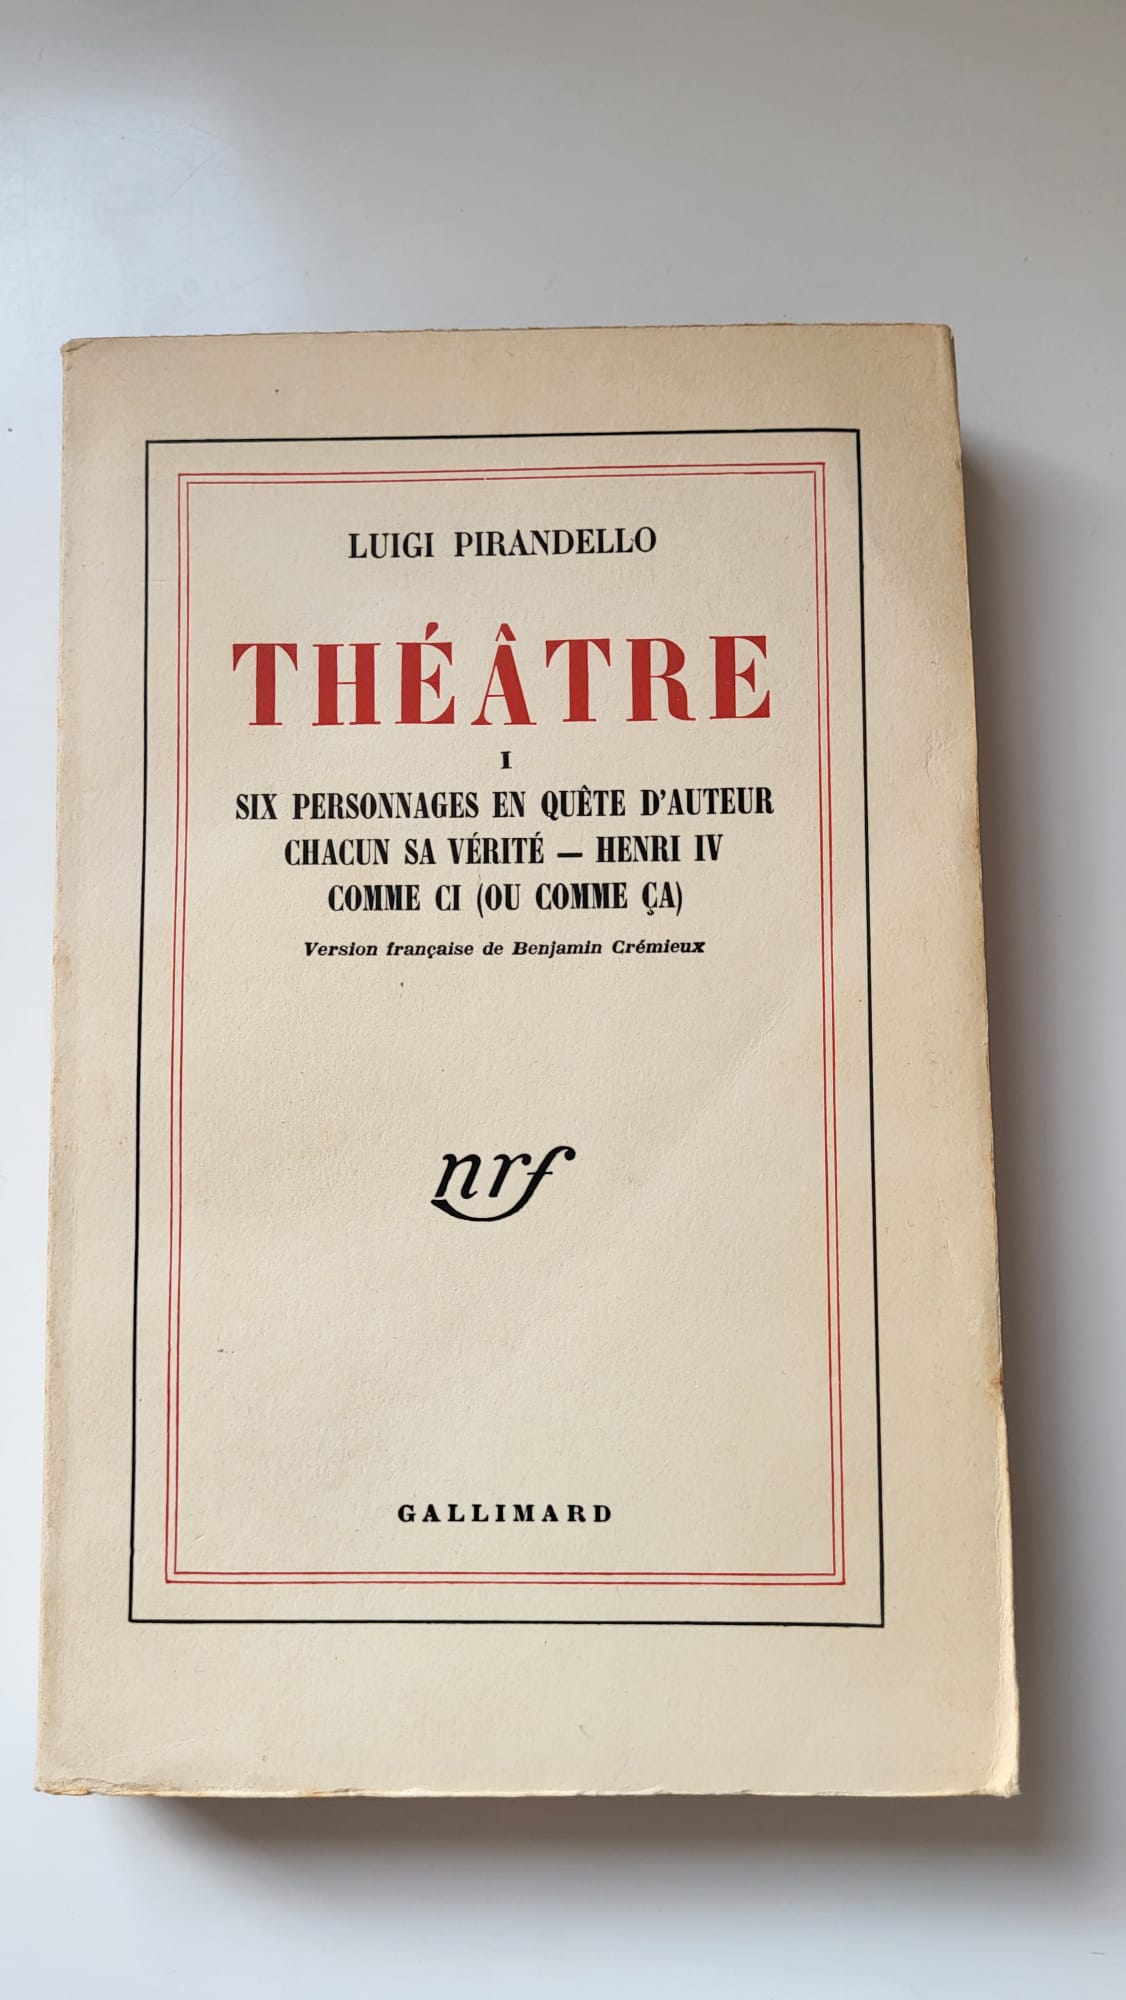 LUIGI PIRANDELLO
THÉÂTRE
I
SIX PERSONNAGES EN QUÊTE D'AUTEUR
CHACUN SA VÉRITÉ — HENRI IV
COMME CI (OU COMME ÇA)
Version française de Benjamin Crémieux
nrf
GALLIMARD